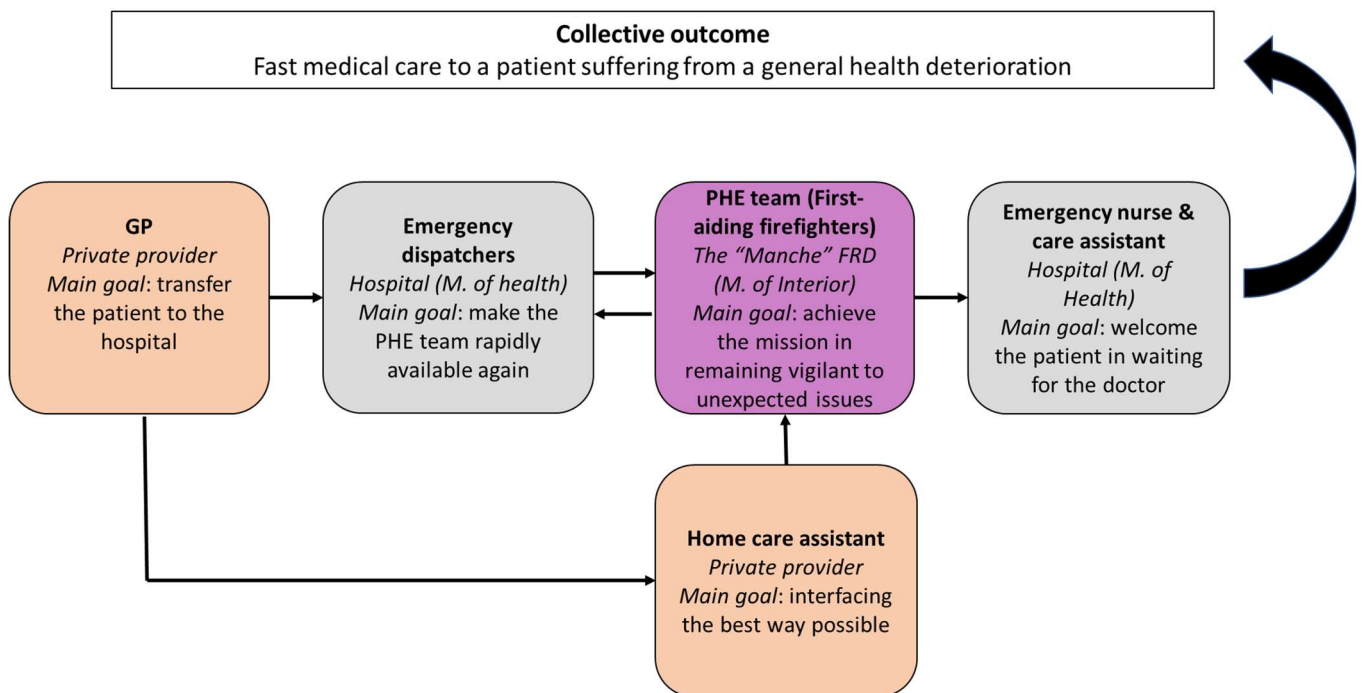 Collective outcome
Fast medical care to a patient suffering from a general health deterioration
GP
Private provider
Main goal: transfer
the patient to the
hospital
Emergency
dispatchers
Hospital (M. of health)
Main goal: make the
PHE team rapidly
available again
PHE team (First-
aiding firefighters)
The “Manche” FRD
(M. of Interior)
Main goal: achieve
the mission in
remaining vigilant to
unexpected issues
Emergency nurse &
care assistant
Hospital (M. of
Health)
Main goal: welcome
the patient in waiting
for the doctor
Home care assistant
Private provider
Main goal: interfacing
the best way possible